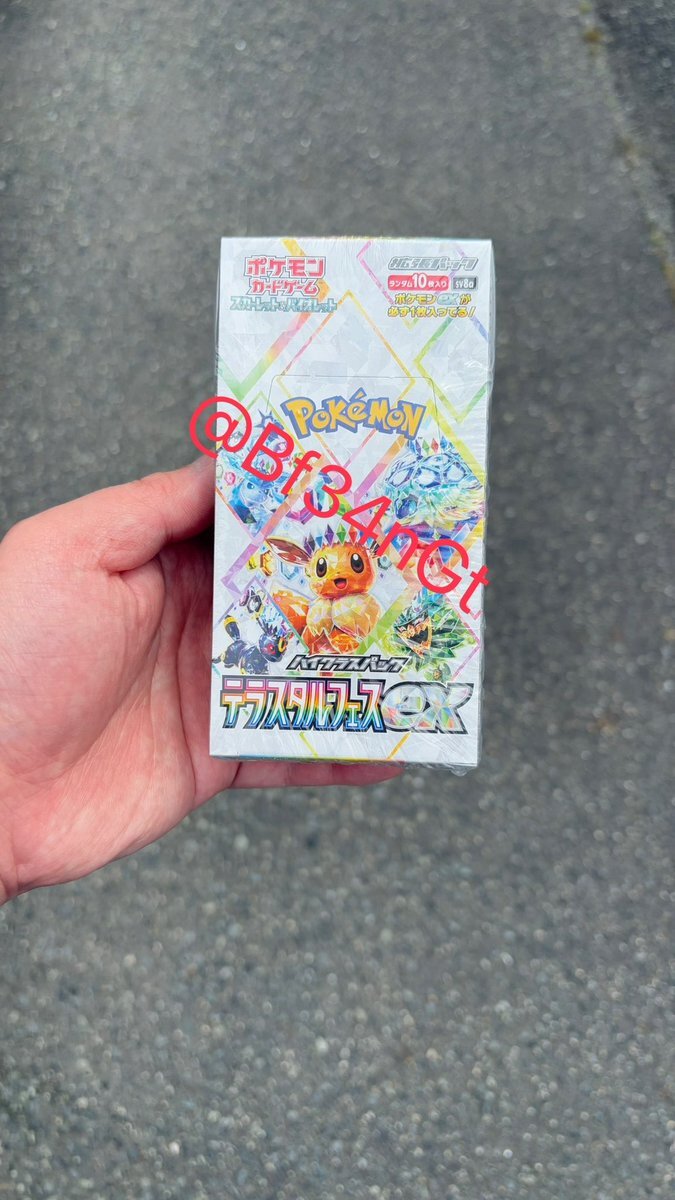 ポケモン
カードゲーム
スカーレット&バイオレット
拡張パック
ランダム10枚入り
sv8a
ポケモンexが
必ず1枚入ってる!
POKéMON
@Bf34nGt
ハイクラスパック
テラスタルフェスex